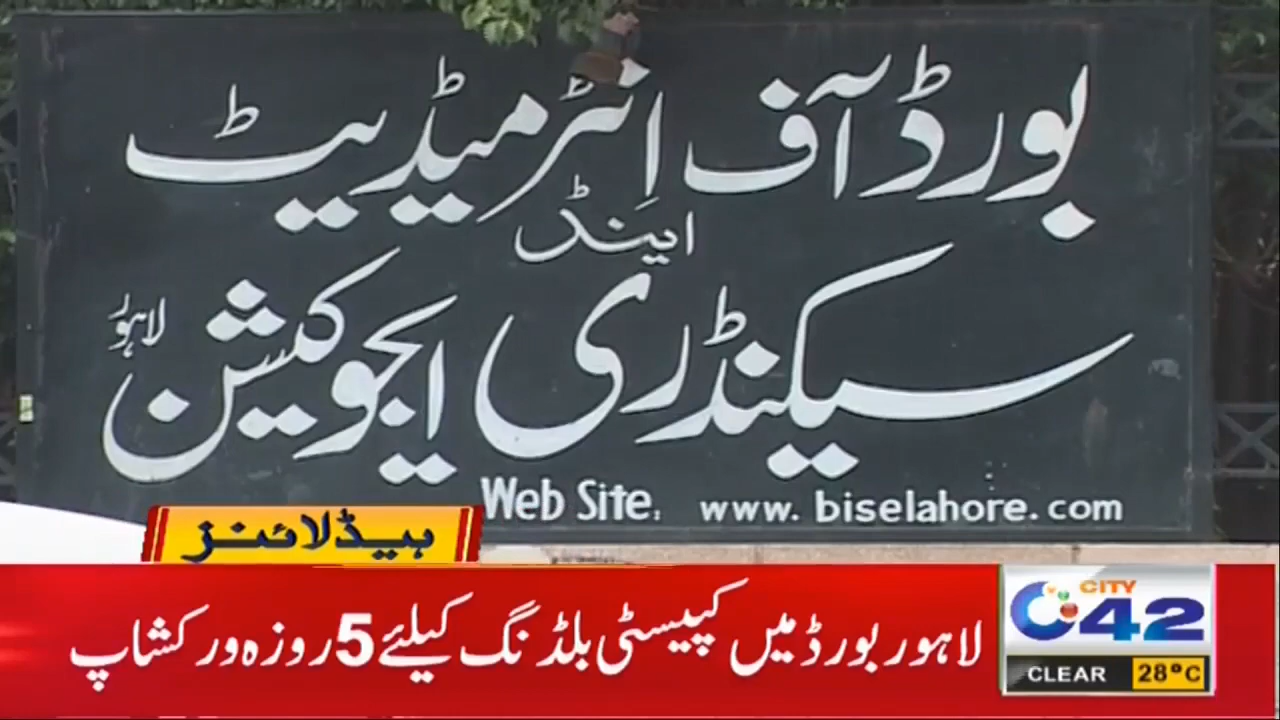 بورڈ آف انٹرمیڈیٹ
اینڈ
سیکنڈری ایجوکیشن لاہور
Web Site: www.biselahore.com
ہیڈلائنز
لاہور بورڈ میں کپیسٹی بلڈنگ کیلئے 5 روزہ ورکشاپ
CITY
42
CLEAR 28°C